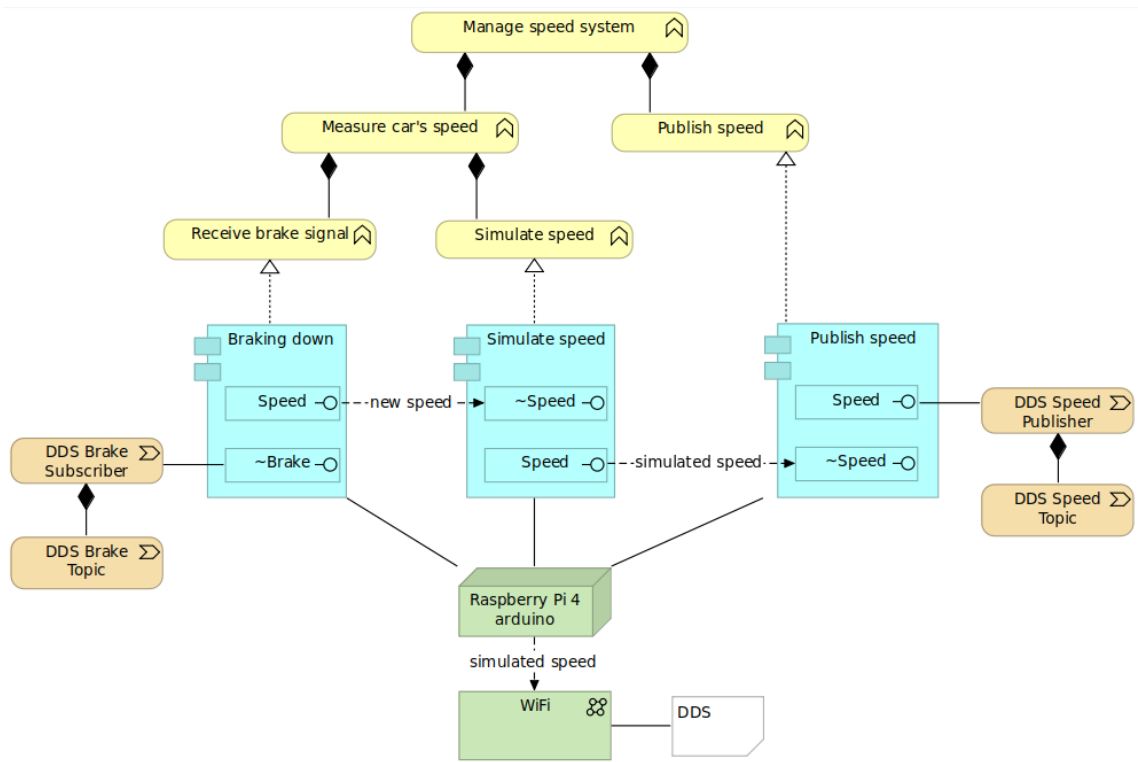 Manage speed system
Measure car's speed
Publish speed
Receive brake signal
Simulate speed
Braking down
Simulate speed
Publish speed
Speed
new speed
~Speed
Speed
DDS Speed
Publisher
DDS Brake
Subscriber
~Brake
Speed
simulated speed
~Speed
DDS Speed
Topic
DDS Brake
Topic
Raspberry Pi 4
arduino
simulated speed
WiFi
DDS